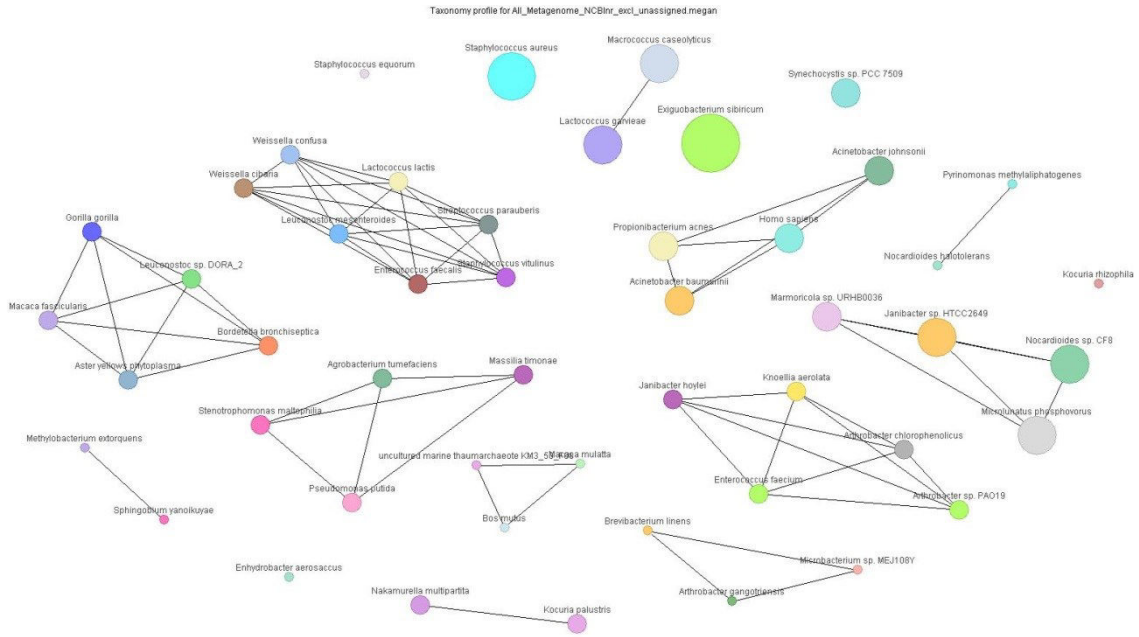 Taxonomy profile for All_Metagenome_NCBInr_excl_unassigned.megan
Staphylococcus equorum
Staphylococcus aureus
Macrococcus caseolyticus
Synechocystis sp. PCC 7509
Lactococcus garvieae
Exiguobacterium sibiricum
Weissella confusa
Weissella cibaria
Lactococcus lactis
Leuconostoc mesenteroides
Streptococcus parauberis
Enterococcus faecalis
Staphylococcus vitulinus
Acinetobacter johnsonii
Propionibacterium acnes
Homo sapiens
Acinetobacter baumannii
Pyrinomonas methylaliphatogenes
Nocardioides halotolerans
Kocuria rhizophila
Gorilla gorilla
Leuconostoc sp. DORA_2
Macaca fascicularis
Bordetella bronchiseptica
Aster yellows phytoplasma
Marmoricola sp. URHB0036
Janibacter sp. HTCC2649
Nocardioides sp. CF8
Microlunatus phosphovorus
Agrobacterium tumefaciens
Massilia timonae
Stenotrophomonas maltophilia
Pseudomonas putida
Janibacter hoylei
Knoellia aerolata
Arthrobacter chlorophenolicus
Enterococcus faecium
Arthrobacter sp. PAO19
Methylobacterium extorquens
Sphingobium yanoikuyae
uncultured marine thaumarchaeote
Macaca mulatta
Bos mutus
Brevibacterium linens
Microbacterium sp. MEJ108Y
Arthrobacter gangotriensis
Enhydrobacter aerosaccus
Nakamurella multipartita
Kocuria palustris